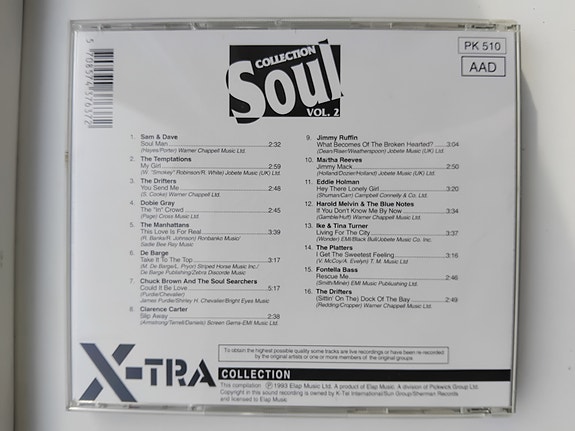 COLLECTION
Soul
VOL. 2
PK 510
AAD
5 708574 576572
1. Sam & Dave
Soul Man 2:32
(Hayes/Porter) Warner Chappell Music Ltd.
2. The Temptations
My Girl 2:59
(W. "Smokey" Robinson/R. White) Jobete Music (UK) Ltd.
3. The Drifters
You Send Me 2:48
(S. Cooke) Warner Chappell Music Ltd.
4. Dobie Gray
The "In" Crowd 2:45
(Page) Cross Music Ltd.
5. The Manhattans
This Love Is For Real 3:39
(R. Banks/R. Johnson) Ronbanko Music/
Sadie Bee Ray Music
6. De Barge
Take It To The Top 3:17
(M. De Barge/L. Pryor) Striped Horse Music Inc./
De Barge Publishing/Zebra Discorde Music
7. Chuck Brown And The Soul Searchers
Could It Be Love 5:17
(Purdie/Chevalier)
James Purdie/Shirley H. Chevalier/Bright Eyes Music
8. Clarence Carter
Slip Away 2:38
(Armstrong/Terrell/Daniels) Screen Gems-EMI Music Ltd.
9. Jimmy Ruffin
What Becomes Of The Broken Hearted? 3:04
(Dean/Riser/Weatherspoon) Jobete Music (UK) Ltd.
10. Martha Reeves
Jimmy Mack 2:50
(Holland/Dozier/Holland) Jobete Music (UK) Ltd.
11. Eddie Holman
Hey There Lonely Girl 3:20
(Shuman/Carr) Campbell Connelly & Co. Ltd.
12. Harold Melvin & The Blue Notes
If You Don't Know Me By Now 3:34
(Gamble/Huff) Warner Chappell Music Ltd.
13. Ike & Tina Turner
Living For The City 3:37
(Wonder) EMI/Black Bull/Jobete Music Co. Inc.
14. The Platters
I Get The Sweetest Feeling 3:16
(V. McCoy/A. Evelyn) T. M. Music Ltd
15. Fontella Bass
Rescue Me 2:46
(Smith/Miner) EMI Music Publiushing Ltd.
16. The Drifters
(Sittin' On The) Dock Of The Bay 2:49
(Redding/Cropper) Warner Chappell Music Ltd.
To obtain the highest possible quality some tracks are live recordings or have been re-recorded
by the original artists or one or more members of the original group.
X-TRA
COLLECTION
This compilation ℗ 1993 Elap Music Ltd. A product of Elap Music. A division of Pickwick Group Ltd.
Copyright in this sound recording is owned by K-Tel International/Sun Group/Sherman Records
and licensed to Elap Music.